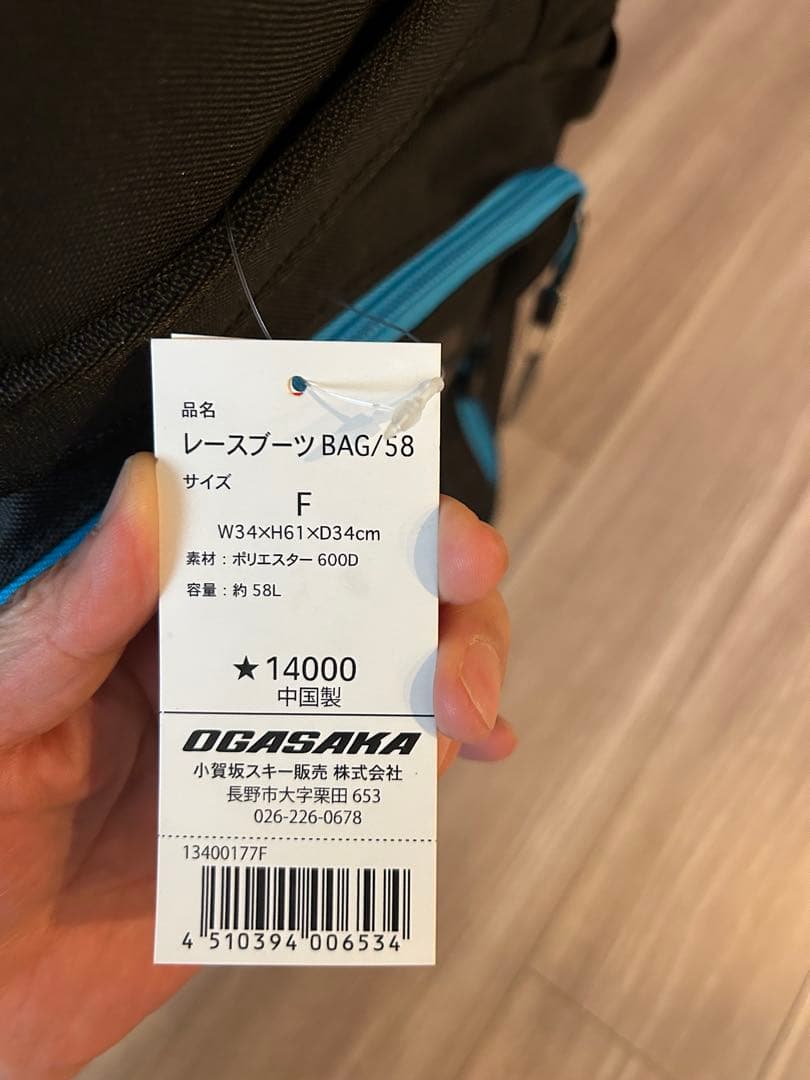 品名
レースブーツ BAG/58
サイズ
F
W34×H61×D34cm
素材：ポリエスター 600D
容量：約 58L
★14000
中国製
OGASAKA
小賀坂スキー販売 株式会社
長野市大字栗田 653
026-226-0678
13400177F
4 510394 006534